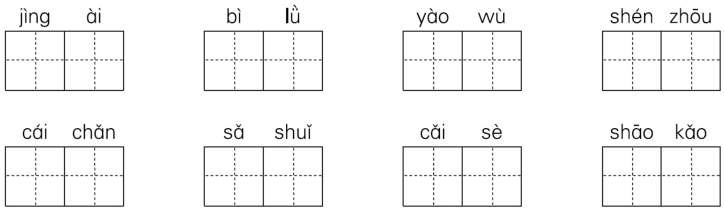 jìng ài bì lǜ yào wù shén zhōu
cái chǎn sǎ shuǐ cǎi sè shāo kǎo